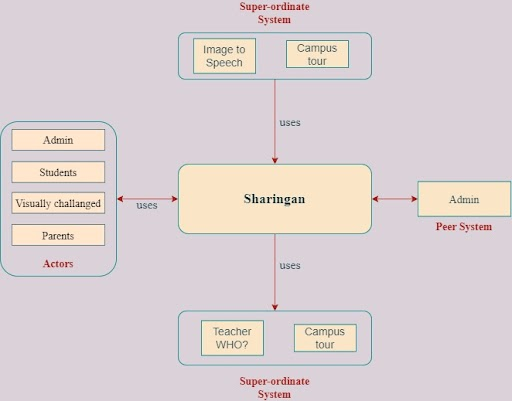 Super-ordinate
System
Image to
Speech
Campus
tour
uses
Admin
Students
Visually challanged
Parents
Actors
uses
Sharingan
Admin
Peer System
uses
Teacher
WHO?
Campus
tour
Super-ordinate
System